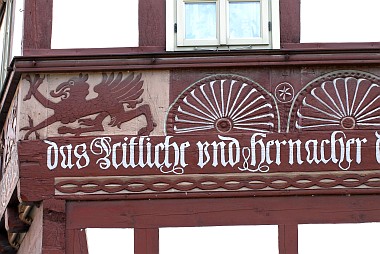 das Zeitliche vnd Hernacher d